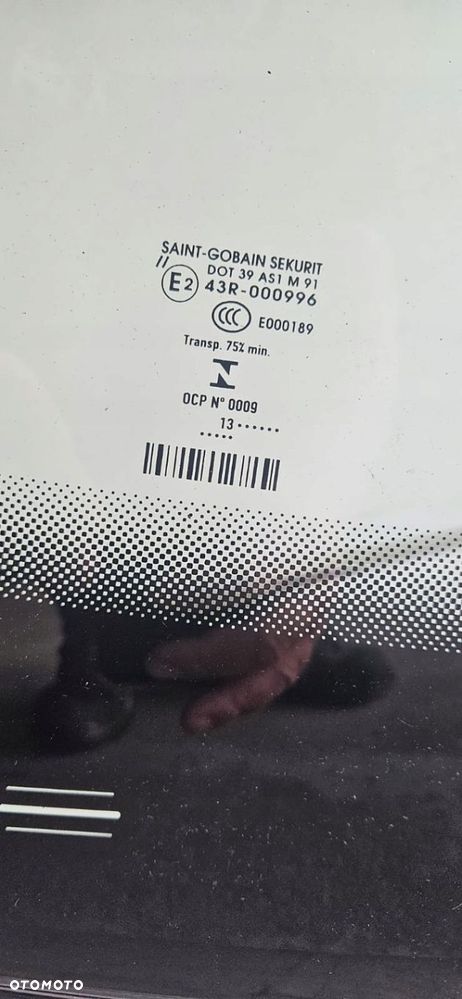 SAINT-GOBAIN SEKURIT
DOT 39 AS1 M 91
// E2 43R-000996
CCC E000189
Transp. 75% min.
OCP N° 0009
13······
·····
OTOMOTO